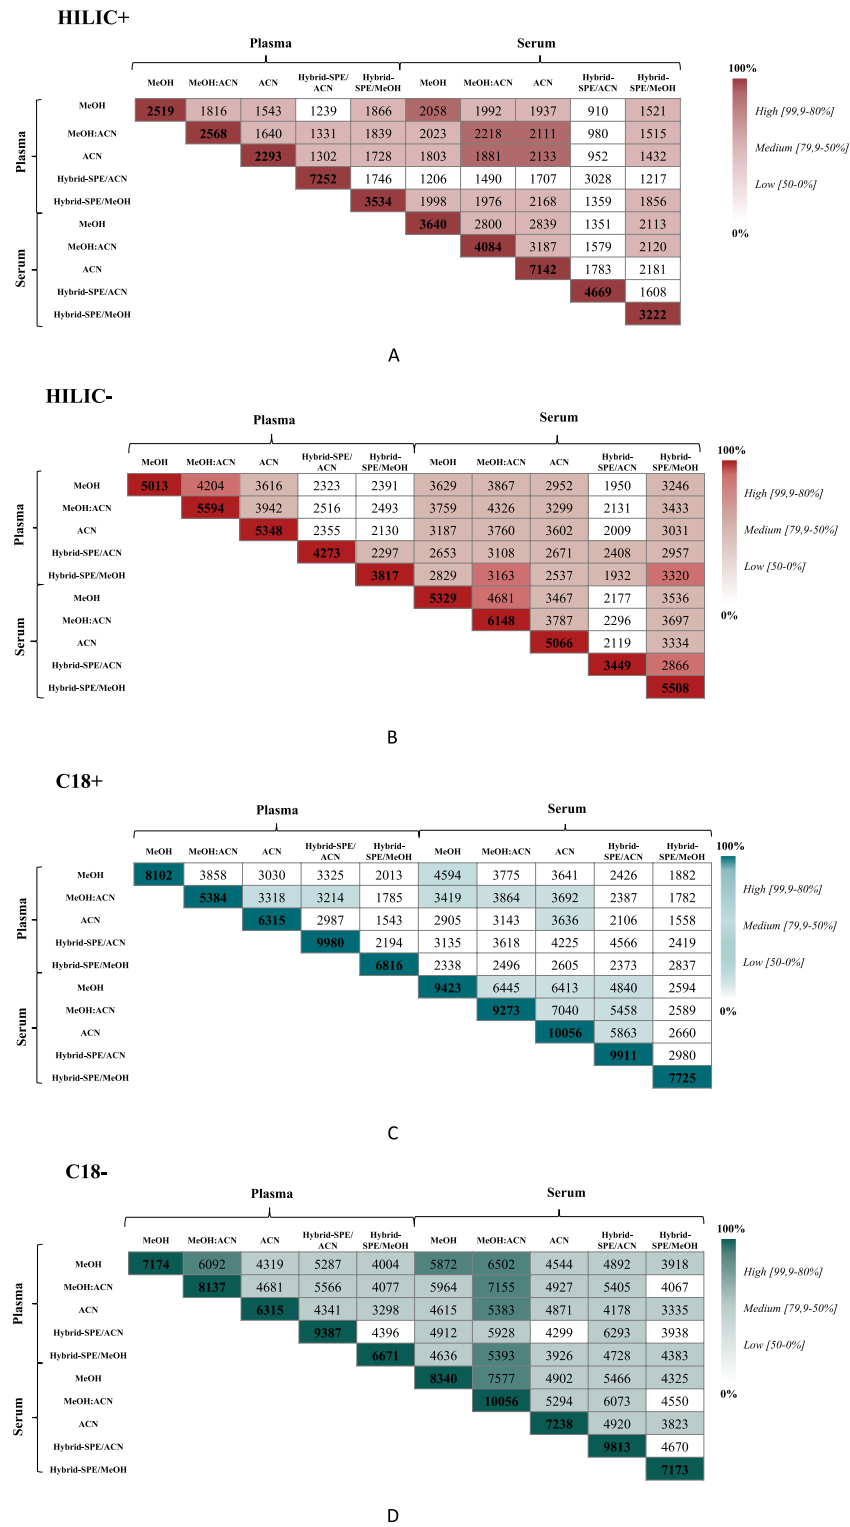 HILIC+
Plasma Serum
MeOH MeOH:ACN ACN Hybrid-SPE/ACN Hybrid-SPE/MeOH MeOH MeOH:ACN ACN Hybrid-SPE/ACN Hybrid-SPE/MeOH
100%
High [99,9-80%]
Medium [79,9-50%]
Low [50-0%]
0%
Plasma
MeOH 2519 1816 1543 1239 1866 2058 1992 1937 910 1521
MeOH:ACN 2568 1640 1331 1839 2023 2218 2111 980 1515
ACN 2293 1302 1728 1803 1881 2133 952 1432
Hybrid-SPE/ACN 7252 1746 1206 1490 1707 3028 1217
Hybrid-SPE/MeOH 3534 1998 1976 2168 1359 1856
Serum
MeOH 3640 2800 2839 1351 2113
MeOH:ACN 4084 3187 1579 2120
ACN 7142 1783 2181
Hybrid-SPE/ACN 4669 1608
Hybrid-SPE/MeOH 3222
A
HILIC-
Plasma Serum
MeOH MeOH:ACN ACN Hybrid-SPE/ACN Hybrid-SPE/MeOH MeOH MeOH:ACN ACN Hybrid-SPE/ACN Hybrid-SPE/MeOH
100%
High [99,9-80%]
Medium [79,9-50%]
Low [50-0%]
0%
Plasma
MeOH 5013 4204 3616 2323 2391 3629 3867 2952 1950 3246
MeOH:ACN 5594 3942 2516 2493 3759 4326 3299 2131 3433
ACN 5348 2355 2130 3187 3760 3602 2009 3031
Hybrid-SPE/ACN 4273 2297 2653 3108 2671 2408 2957
Hybrid-SPE/MeOH 3817 2829 3163 2537 1932 3320
Serum
MeOH 5329 4681 3467 2177 3536
MeOH:ACN 6148 3787 2296 3697
ACN 5066 2119 3334
Hybrid-SPE/ACN 3449 2866
Hybrid-SPE/MeOH 5508
B
C18+
Plasma Serum
MeOH MeOH:ACN ACN Hybrid-SPE/ACN Hybrid-SPE/MeOH MeOH MeOH:ACN ACN Hybrid-SPE/ACN Hybrid-SPE/MeOH
100%
High [99,9-80%]
Medium [79,9-50%]
Low [50-0%]
0%
Plasma
MeOH 8102 3858 3030 3325 2013 4594 3775 3641 2426 1882
MeOH:ACN 5384 3318 3214 1785 3419 3864 3692 2387 1782
ACN 6315 2987 1543 2905 3143 3636 2106 1558
Hybrid-SPE/ACN 9980 2194 3135 3618 4225 4566 2419
Hybrid-SPE/MeOH 6816 2338 2496 2605 2373 2837
Serum
MeOH 9423 6445 6413 4840 2594
MeOH:ACN 9273 7040 5458 2589
ACN 10056 5863 2660
Hybrid-SPE/ACN 9911 2980
Hybrid-SPE/MeOH 7725
C
C18-
Plasma Serum
MeOH MeOH:ACN ACN Hybrid-SPE/ACN Hybrid-SPE/MeOH MeOH MeOH:ACN ACN Hybrid-SPE/ACN Hybrid-SPE/MeOH
100%
High [99,9-80%]
Medium [79,9-50%]
Low [50-0%]
0%
Plasma
MeOH 7174 6092 4319 5287 4004 5872 6502 4544 4892 3918
MeOH:ACN 8137 4681 5566 4077 5964 7155 4927 5405 4067
ACN 6315 4341 3298 4615 5383 4871 4178 3335
Hybrid-SPE/ACN 9387 4396 4912 5928 4299 6293 3938
Hybrid-SPE/MeOH 6671 4636 5393 3926 4728 4383
Serum
MeOH 8340 7577 4902 5466 4325
MeOH:ACN 10056 5294 6073 4550
ACN 7238 4920 3823
Hybrid-SPE/ACN 9813 4670
Hybrid-SPE/MeOH 7173
D